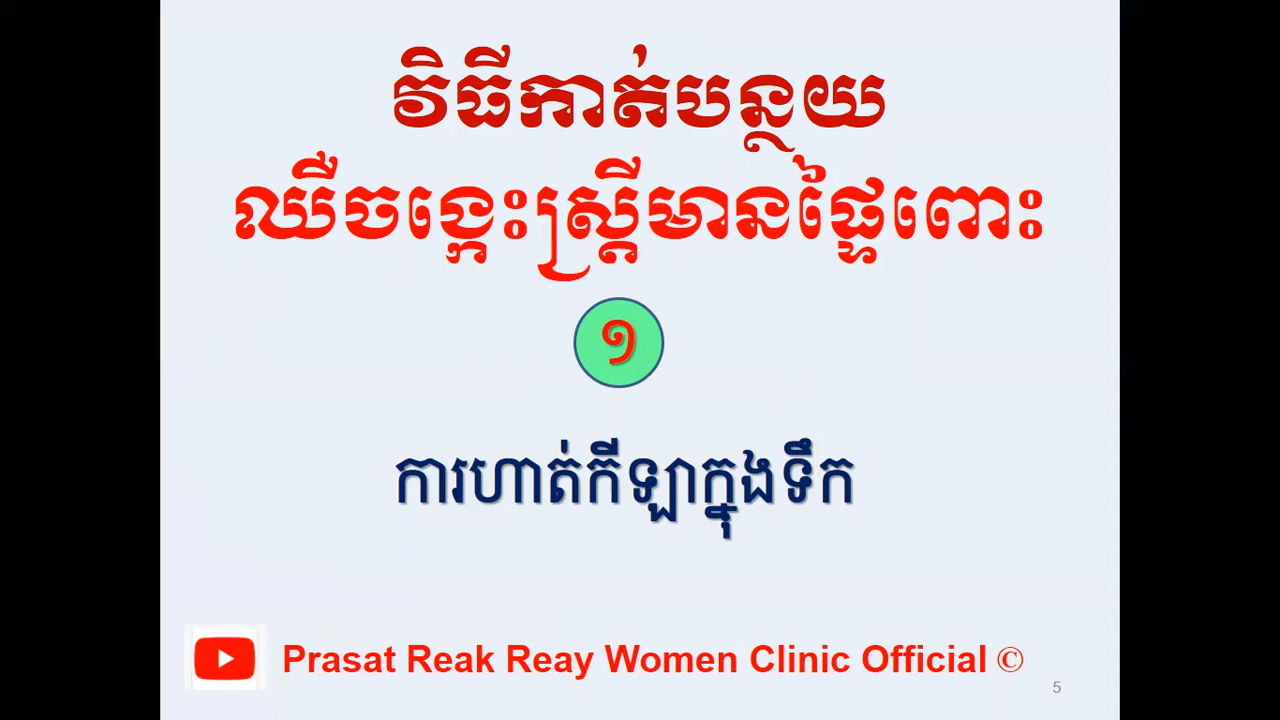 វិធីកាត់បន្ថយ
ឈឺចង្កេះស្ត្រីមានផ្ទៃពោះ
១
ការហាត់កីឡាក្នុងទឹក
Prasat Reak Reay Women Clinic Official ©
5